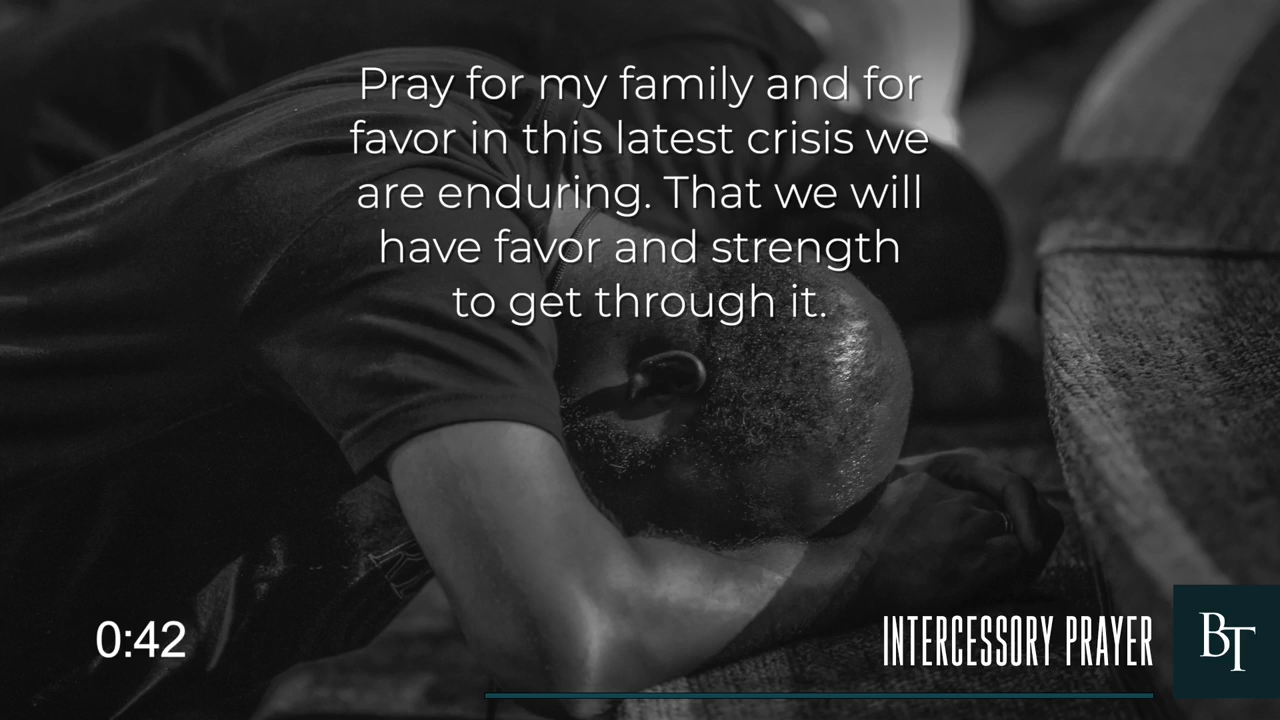 Pray for my family and for
favor in this latest crisis we
are enduring. That we will
have favor and strength
to get through it.
0:42
INTERCESSORY PRAYER
BT